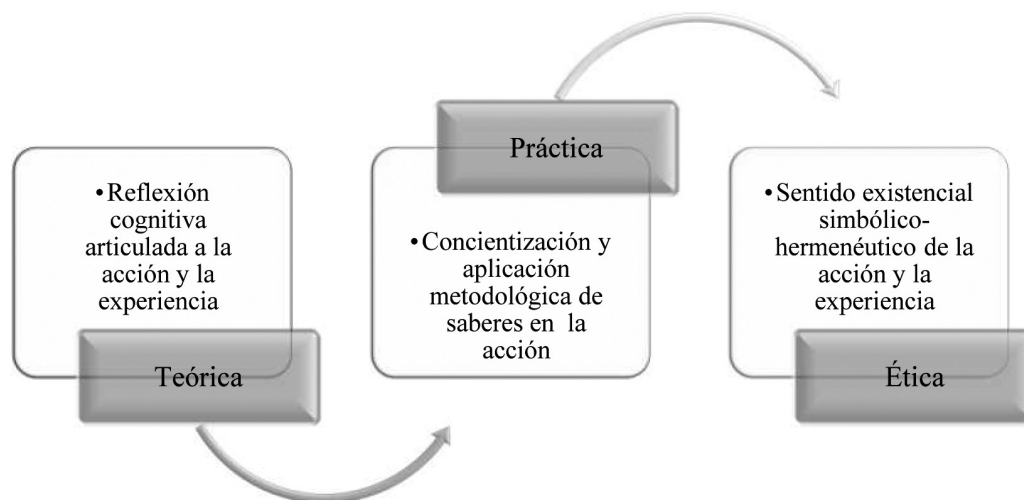 •Reflexión
cognitiva
articulada a la
acción y la
experiencia
Teórica
Práctica
•Concientización y
aplicación
metodológica de
saberes en la
acción
•Sentido existencial
simbólico-
hermenéutico de la
acción y la
experiencia
Ética